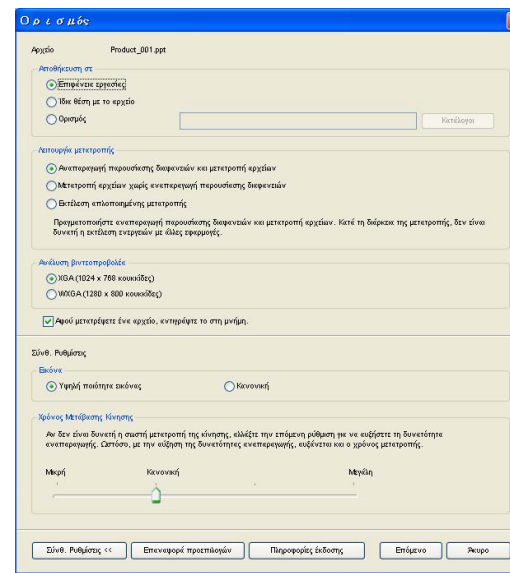 Ορισμός
Αρχείο Product_001.ppt
Αποθήκευση σε
Επιφάνεια εργασίας
Ίδια θέση με το αρχείο
Ορισμός Κατάλογοι
Λειτουργία μετατροπής
Αναπαραγωγή παρουσίασης διαφανειών και μετατροπή αρχείων
Μετατροπή αρχείων χωρίς αναπαραγωγή παρουσίασης διαφανειών
Εκτέλεση απλοποιημένης μετατροπής
Πραγματοποιήστε αναπαραγωγή παρουσίασης διαφανειών και μετατροπή αρχείων. Κατά τη διάρκεια της μετατροπής, δεν είναι
δυνατή η εκτέλεση ενεργειών με άλλες εφαρμογές.
Ανάλυση βιντεοπροβολέα
XGA (1024 x 768 κουκκίδες)
WXGA (1280 x 800 κουκκίδες)
Αφού μετατρέψετε ένα αρχείο, αντιγράψτε το στη μνήμη.
Σύνθ. Ρυθμίσεις
Εικόνα
Υψηλή ποιότητα εικόνας Κανονική
Χρόνος Μετάβασης Κίνησης
Αν δεν είναι δυνατή η σωστή μετατροπή της κίνησης, αλλάξτε την επόμενη ρύθμιση για να αυξήσετε τη δυνατότητα
αναπαραγωγής. Ωστόσο, με την αύξηση της δυνατότητας αναπαραγωγής, αυξάνεται και ο χρόνος μετατροπής.
Μικρή Κανονική Μεγάλη
Σύνθ. Ρυθμίσεις << Επαναφορά προεπιλογών Πληροφορίες έκδοσης Επόμενο Άκυρο